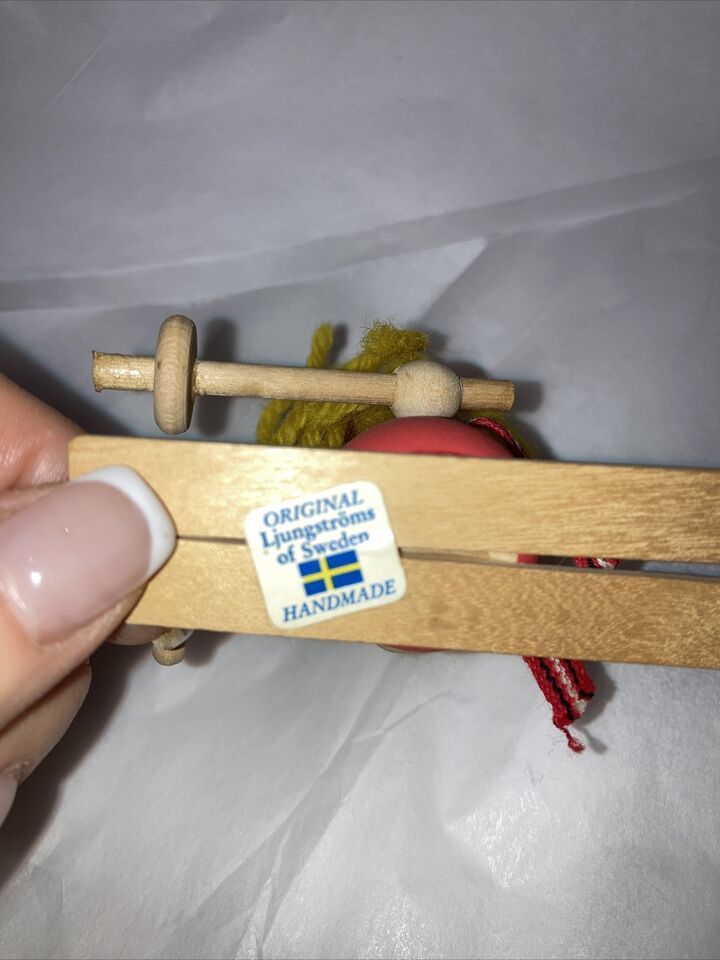 ORIGINAL
Ljungströms
of Sweden
HANDMADE